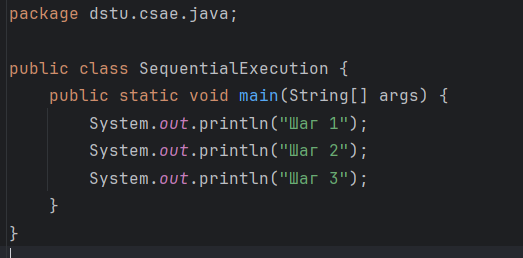 package dstu.csae.java;
public class SequentialExecution {
public static void main(String[] args) {
System.out.println("Шаг 1");
System.out.println("Шаг 2");
System.out.println("Шаг 3");
}
}